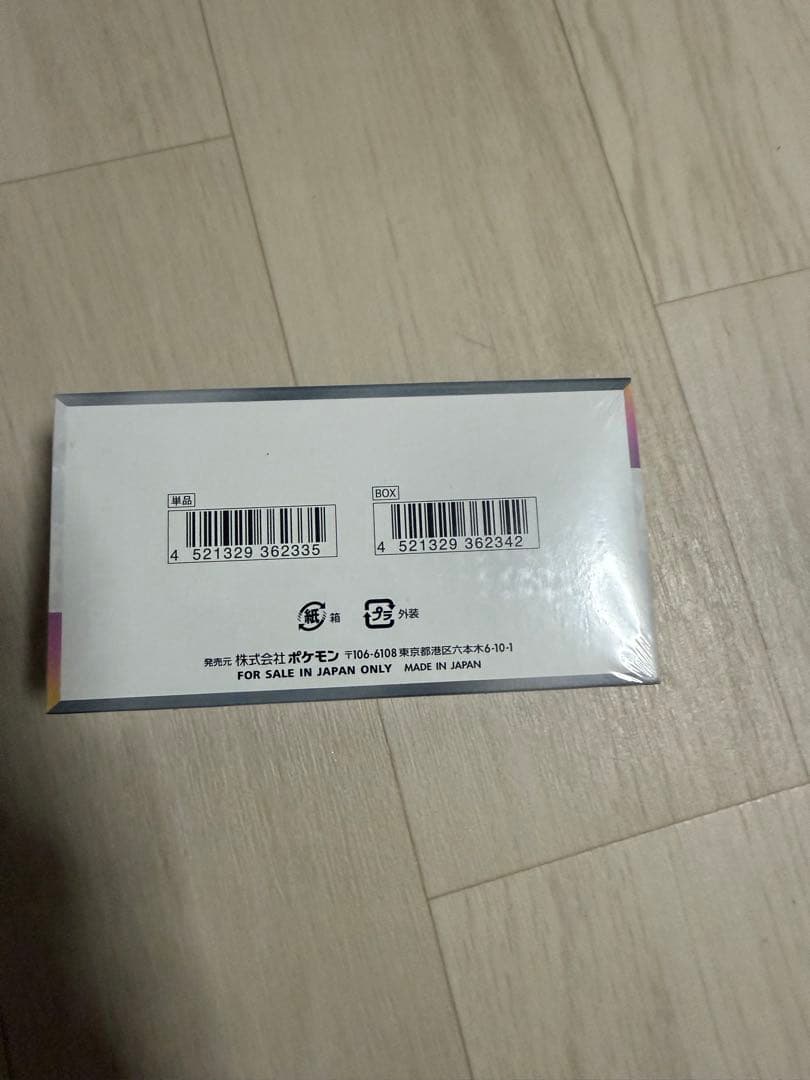 単品
BOX
4 521329 362335
4 521329 362342
紙 箱
プラ 外装
発売元 株式会社 ポケモン 〒106-6108 東京都港区六本木6-10-1
FOR SALE IN JAPAN ONLY MADE IN JAPAN